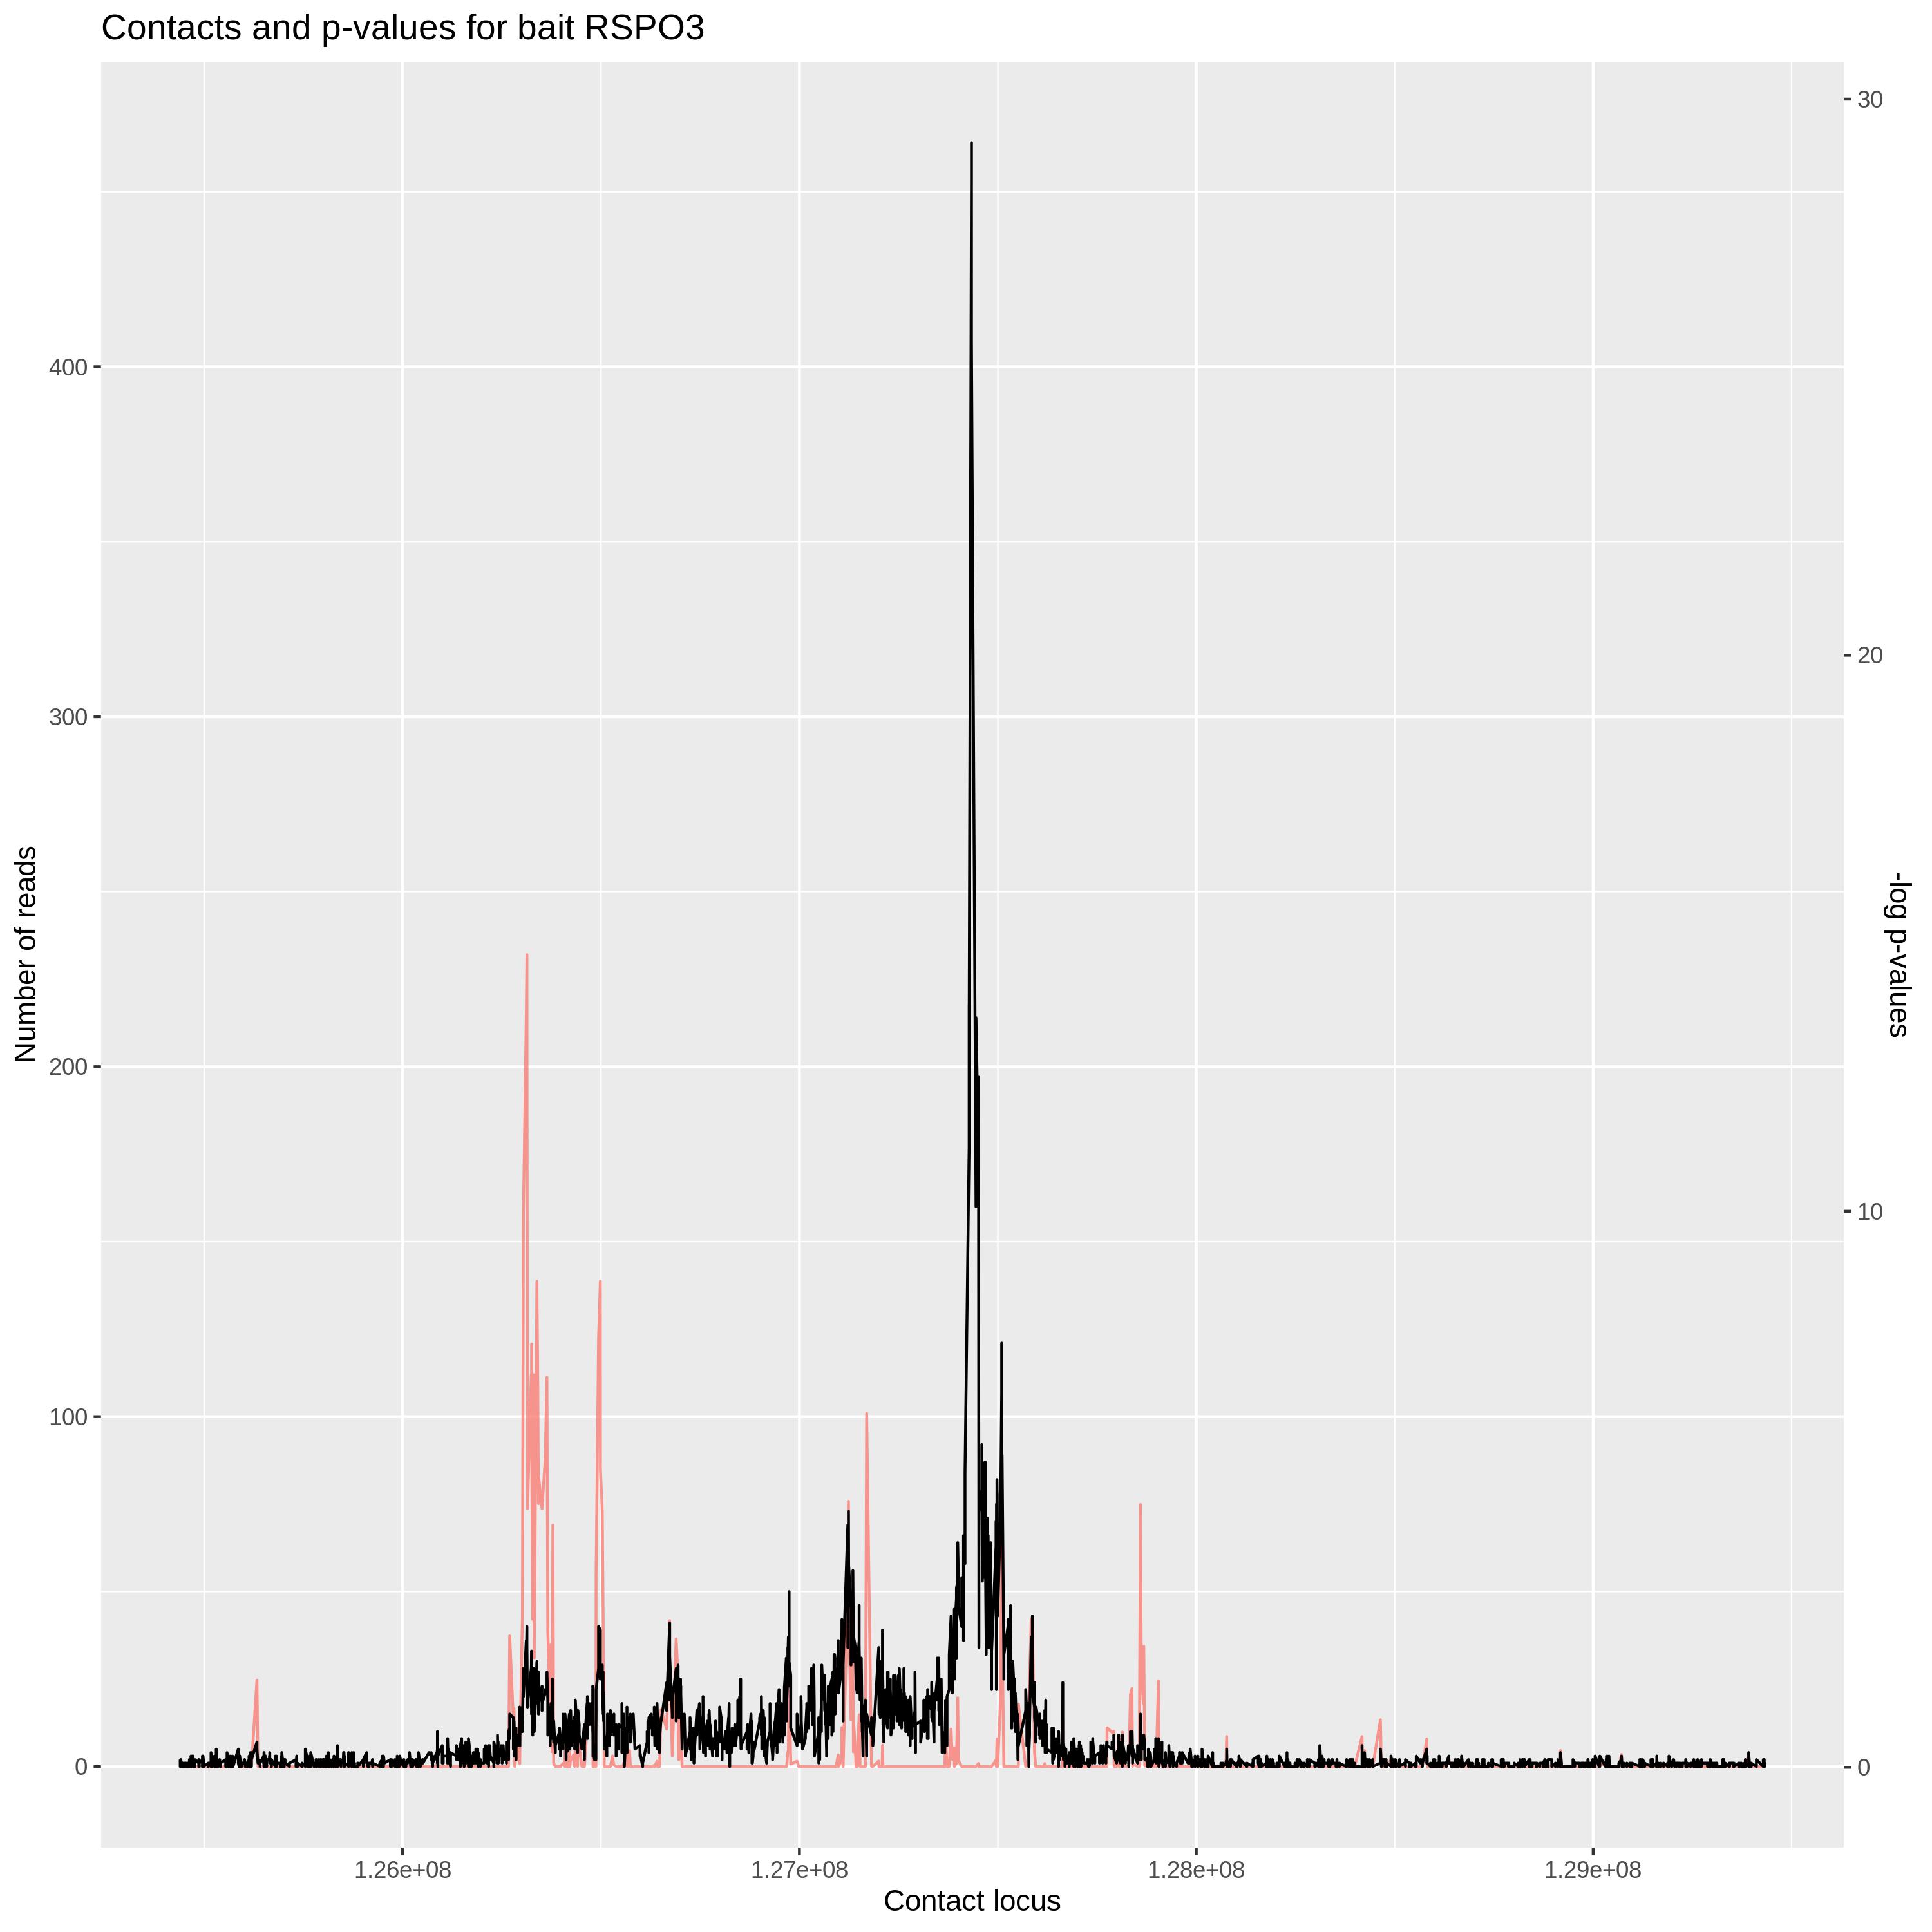 Contacts and p-values for bait RSPO3
30
400
20
300
Number of reads
-log p-values
200
10
100
0
0
1.26e+08
1.27e+08
1.28e+08
1.29e+08
Contact locus